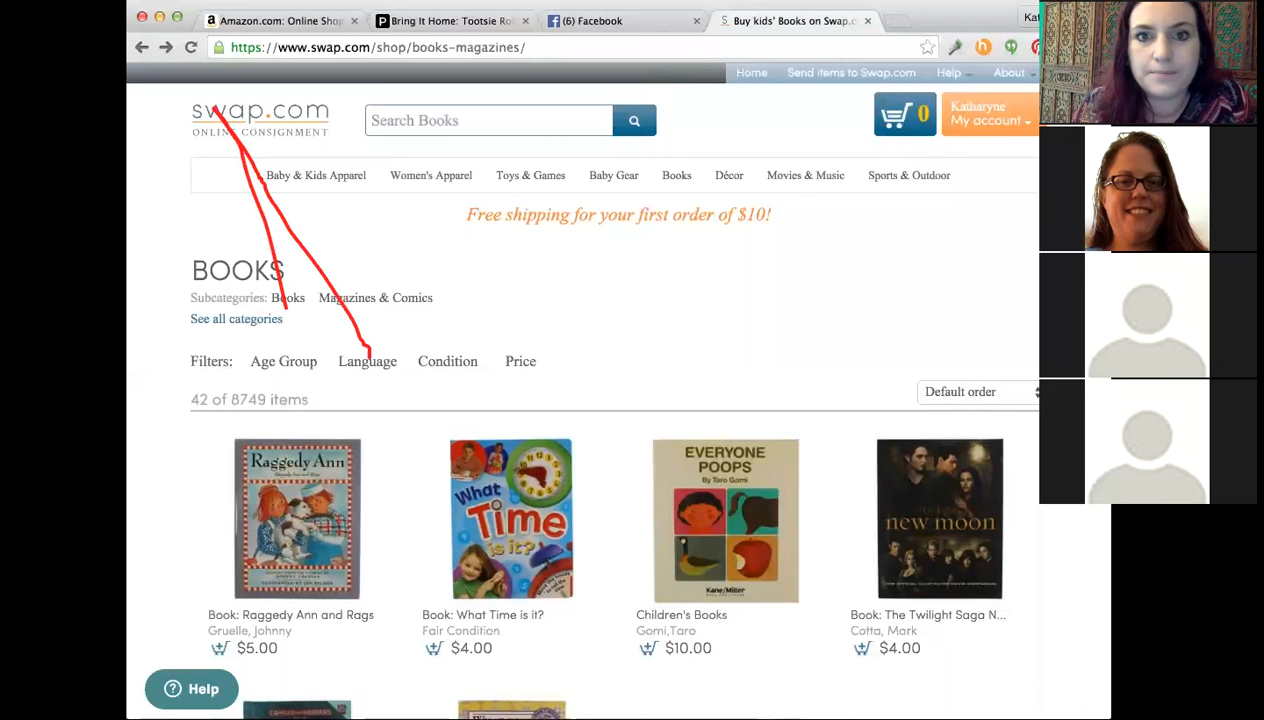 Amazon.com: Online Shop
Bring It Home: Tootsie Rol
(6) Facebook
Buy kids' Books on Swap.c
Kat
https://www.swap.com/shop/books-magazines/
Home Send items to Swap.com Help About
swap.com
ONLINE CONSIGNMENT
Search Books
0
Katharyne
My account
Baby & Kids Apparel Women's Apparel Toys & Games Baby Gear Books Décor Movies & Music Sports & Outdoor
Free shipping for your first order of $10!
BOOKS
Subcategories: Books Magazines & Comics
See all categories
Filters: Age Group Language Condition Price
42 of 8749 items
Default order
Raggedy Ann
What Time is it?
EVERYONE
POOPS
By Taro Gomi
Kane/Miller
new moon
Book: Raggedy Ann and Rags
Gruelle, Johnny
$5.00
Book: What Time is it?
Fair Condition
$4.00
Children's Books
Gomi,Taro
$10.00
Book: The Twilight Saga N...
Cotta, Mark
$4.00
Help